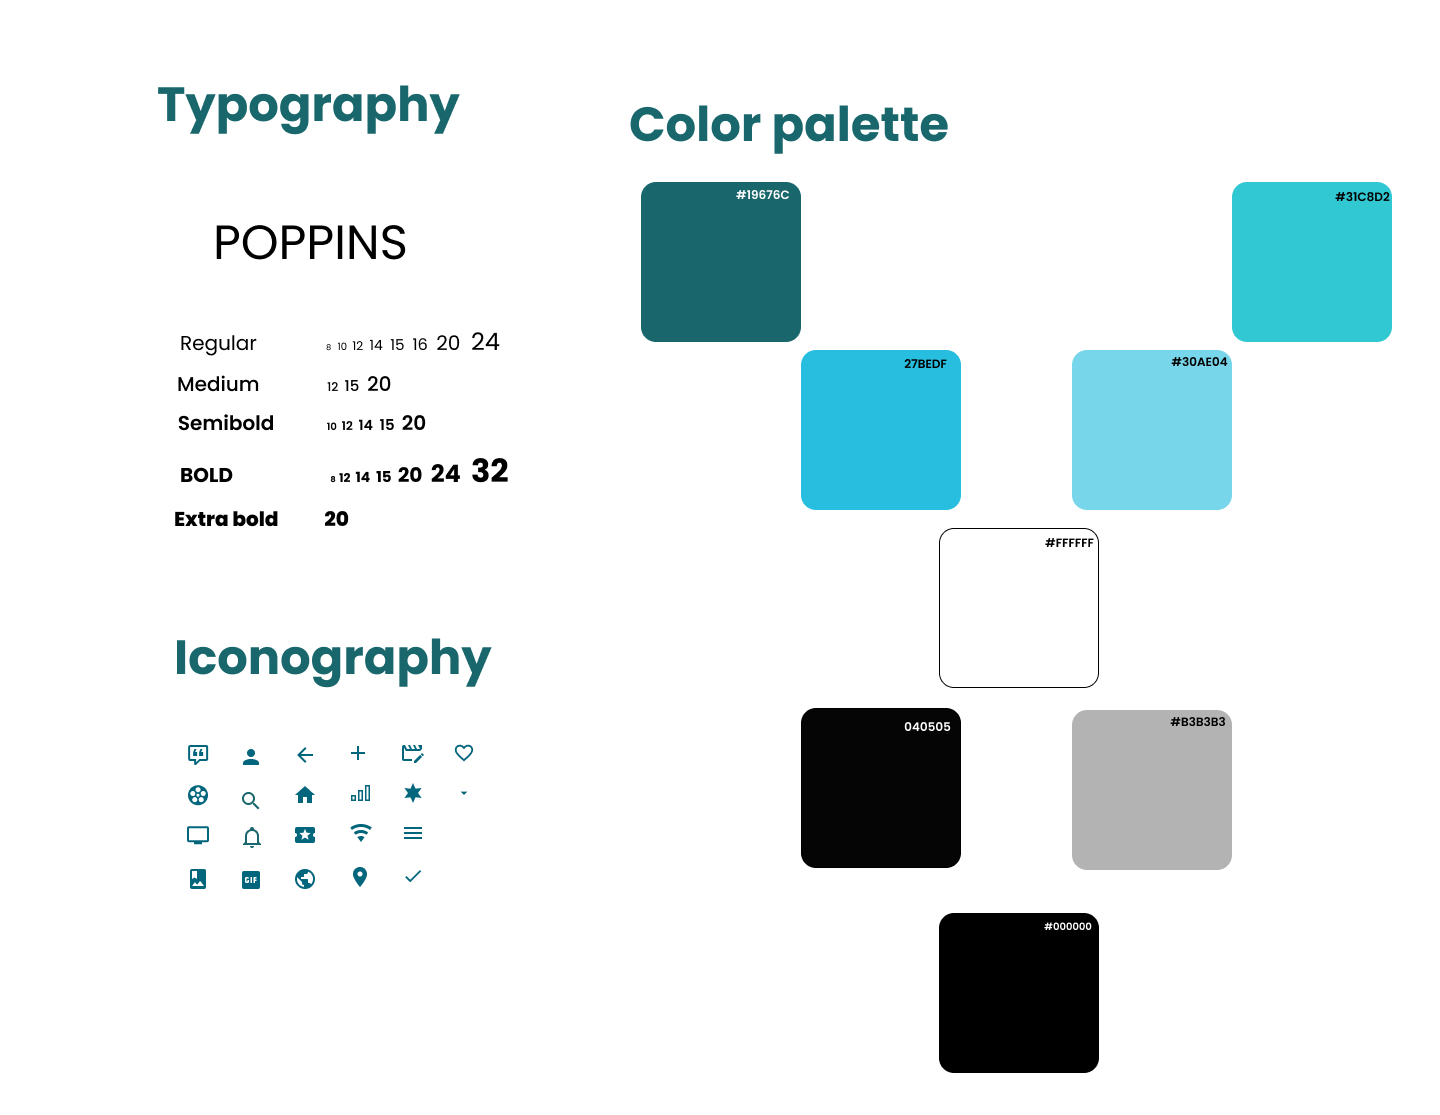 Typography
POPPINS
Regular 8 10 12 14 15 16 20 24
Medium 12 15 20
Semibold 10 12 14 15 20
BOLD 8 12 14 15 20 24 32
Extra bold 20
Iconography
GIF
Color palette
#19676C
#31C8D2
27BEDF
#30AE04
#FFFFFF
040505
#B3B3B3
#000000